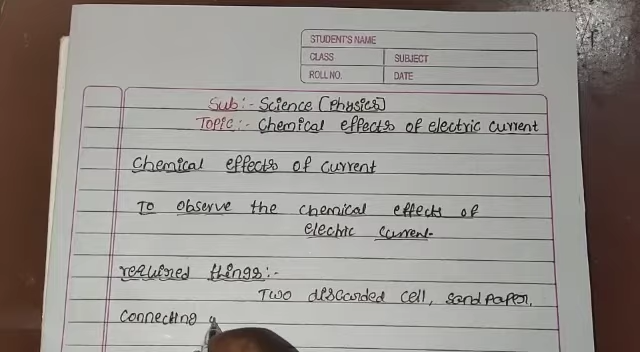 STUDENT'S NAME
CLASS SUBJECT
ROLL NO. DATE
Sub:- Science (Physics)
Topic:- Chemical effects of electric current
Chemical effects of current
To observe the chemical effects of
electric current.
required things:-
Two discarded cell, sand paper,
connecting